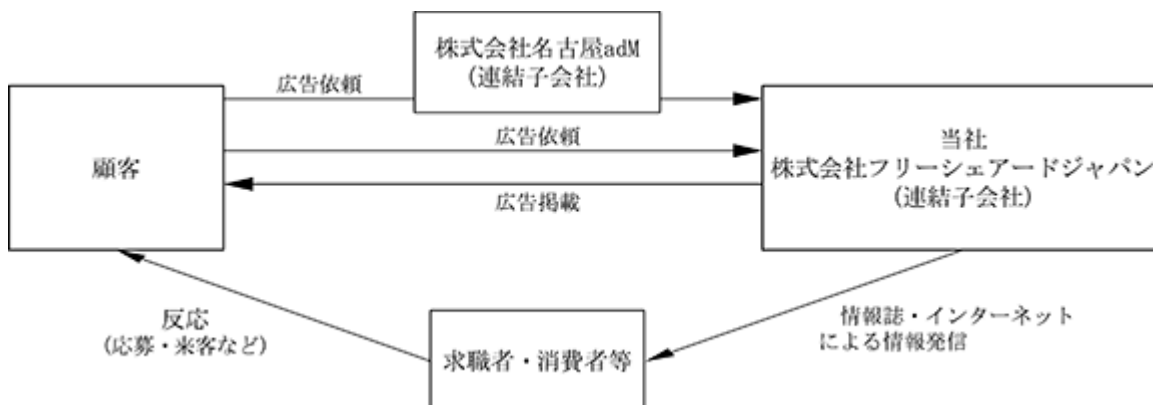 株式会社名古屋adM
(連結子会社)
広告依頼
顧客
広告依頼
広告掲載
当社
株式会社フリーシェアードジャパン
(連結子会社)
反応
(応募・来客など)
求職者・消費者等
情報誌・インターネット
による情報発信